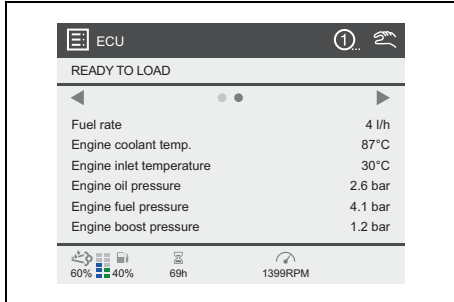 ECU 1...
READY TO LOAD
Fuel rate 4 l/h
Engine coolant temp. 87°C
Engine inlet temperature 30°C
Engine oil pressure 2.6 bar
Engine fuel pressure 4.1 bar
Engine boost pressure 1.2 bar
60% 40% 69h 1399RPM